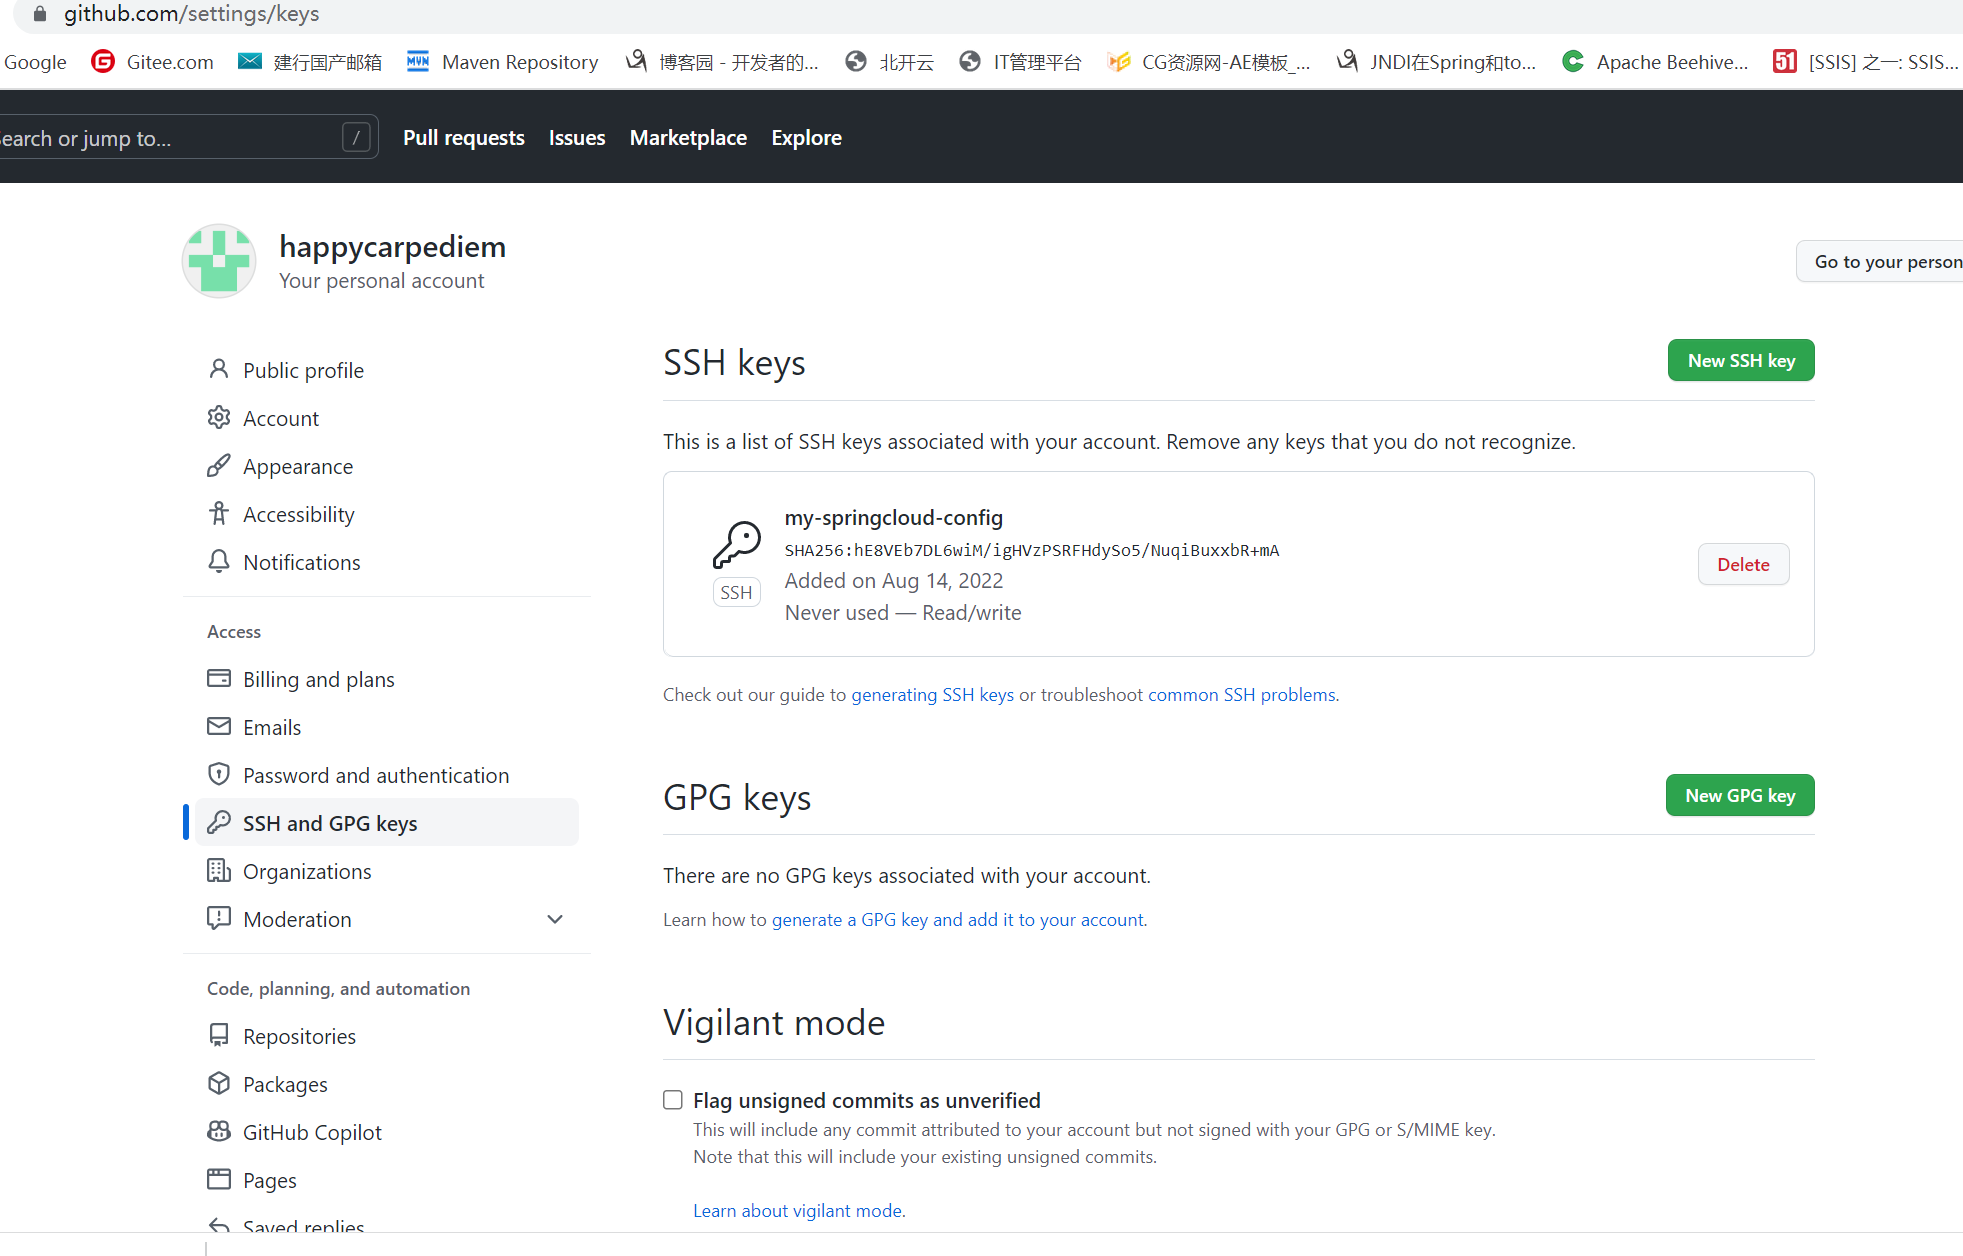 github.com/settings/keys
Google Gitee.com 建行国产邮箱 Maven Repository 博客园 - 开发者的... 北开云 IT管理平台 CG资源网-AE模板_... JNDI在Spring和to... Apache Beehive... [SSIS] 之一: SSIS...
Search or jump to... / Pull requests Issues Marketplace Explore
happycarpediem
Your personal account
Go to your person
Public profile
Account
Appearance
Accessibility
Notifications
Access
Billing and plans
Emails
Password and authentication
SSH and GPG keys
Organizations
Moderation
Code, planning, and automation
Repositories
Packages
GitHub Copilot
Pages
Saved replies
SSH keys
New SSH key
This is a list of SSH keys associated with your account. Remove any keys that you do not recognize.
my-springcloud-config
SHA256:hE8VEb7DL6wiM/igHVzPSRFHdySo5/NuqiBuxxbR+mA
Added on Aug 14, 2022
Never used — Read/write
SSH
Delete
Check out our guide to generating SSH keys or troubleshoot common SSH problems.
GPG keys
New GPG key
There are no GPG keys associated with your account.
Learn how to generate a GPG key and add it to your account.
Vigilant mode
Flag unsigned commits as unverified
This will include any commit attributed to your account but not signed with your GPG or S/MIME key.
Note that this will include your existing unsigned commits.
Learn about vigilant mode.